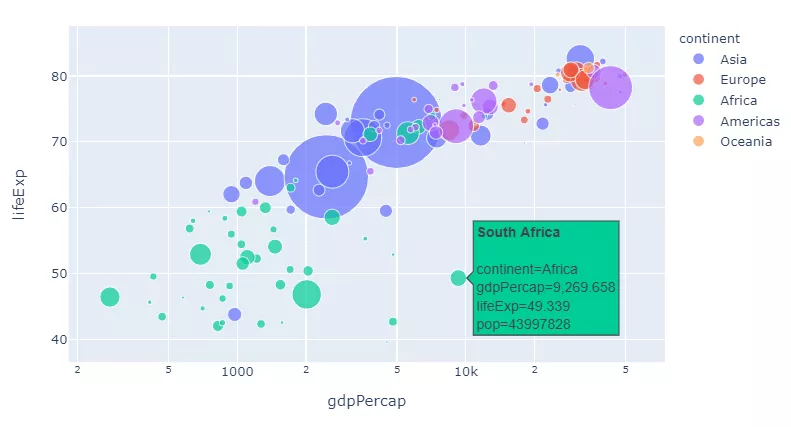 continent
Asia
Europe
Africa
Americas
Oceania
80
70
60
50
40
lifeExp
South Africa
continent=Africa
gdpPercap=9,269.658
lifeExp=49.339
pop=43997828
2 5 1000 2 5 10k 2 5
gdpPercap